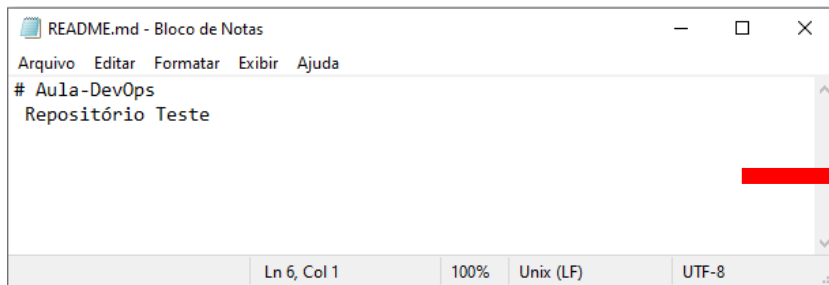 README.md - Bloco de Notas
Arquivo Editar Formatar Exibir Ajuda
# Aula-DevOps
Repositório Teste
Ln 6, Col 1 100% Unix (LF) UTF-8